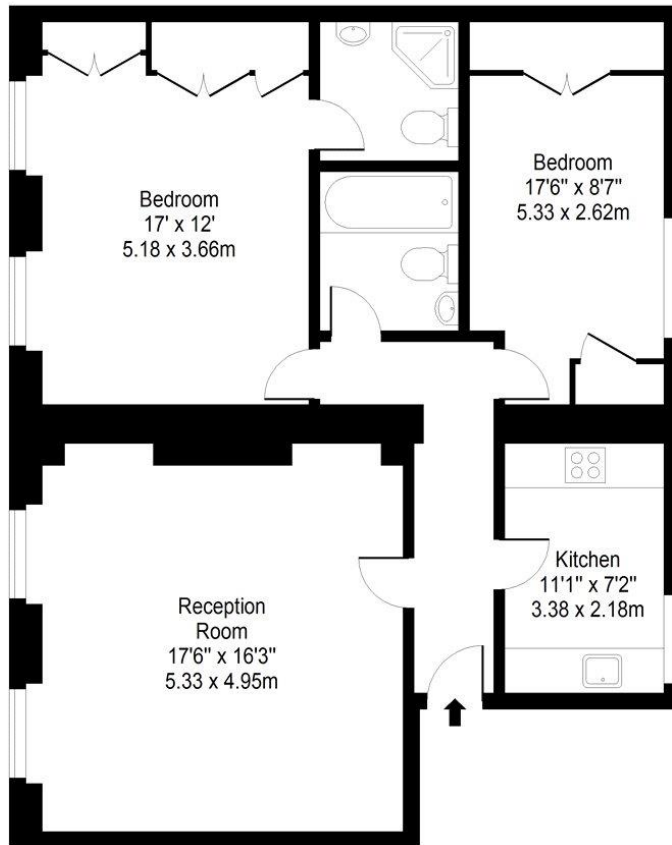 Bedroom
17' x 12'
5.18 x 3.66m
Bedroom
17'6" x 8'7"
5.33 x 2.62m
Reception
Room
17'6" x 16'3"
5.33 x 4.95m
Kitchen
11'1" x 7'2"
3.38 x 2.18m